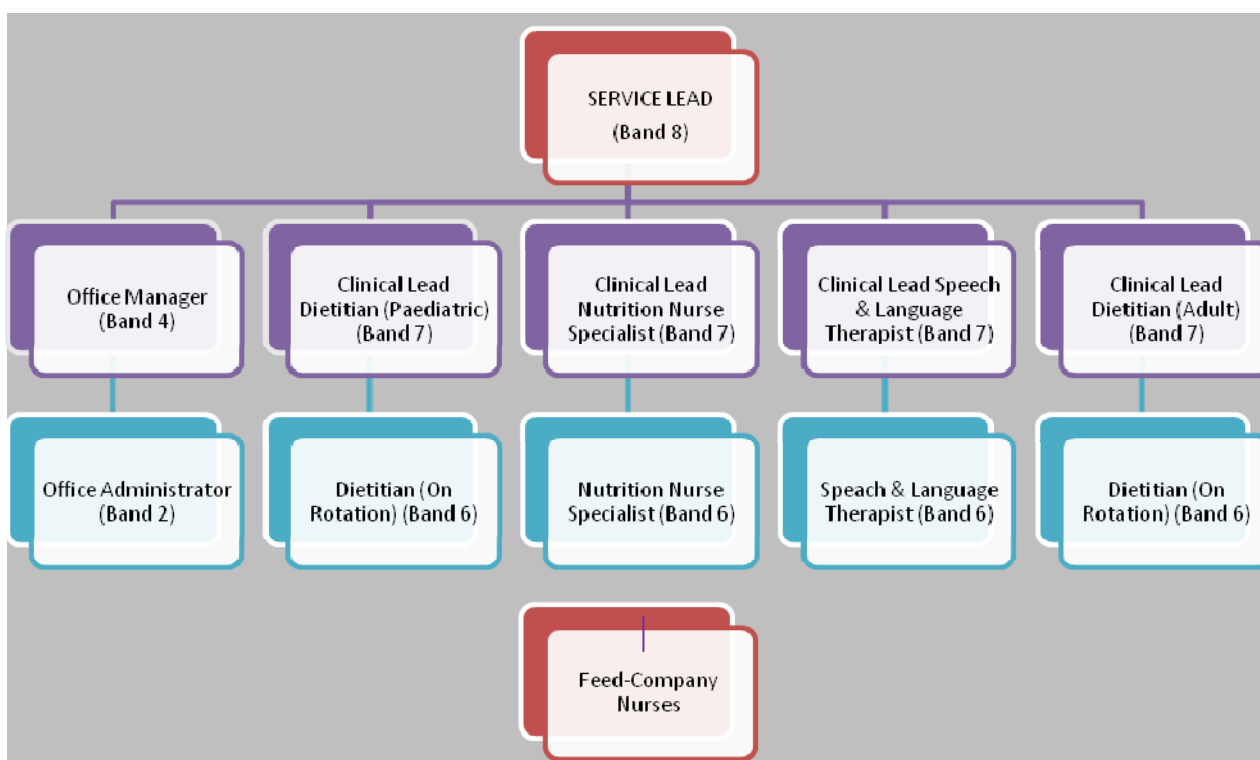 SERVICE LEAD
(Band 8)
Office Manager
(Band 4)
Clinical Lead
Dietitian (Paediatric)
(Band 7)
Clinical Lead
Nutrition Nurse
Specialist (Band 7)
Clinical Lead Speech
& Language
Therapist (Band 7)
Clinical Lead
Dietitian (Adult)
(Band 7)
Office Administrator
(Band 2)
Dietitian (On
Rotation) (Band 6)
Nutrition Nurse
Specialist (Band 6)
Speach & Language
Therapist (Band 6)
Dietitian (On
Rotation) (Band 6)
Feed-Company
Nurses